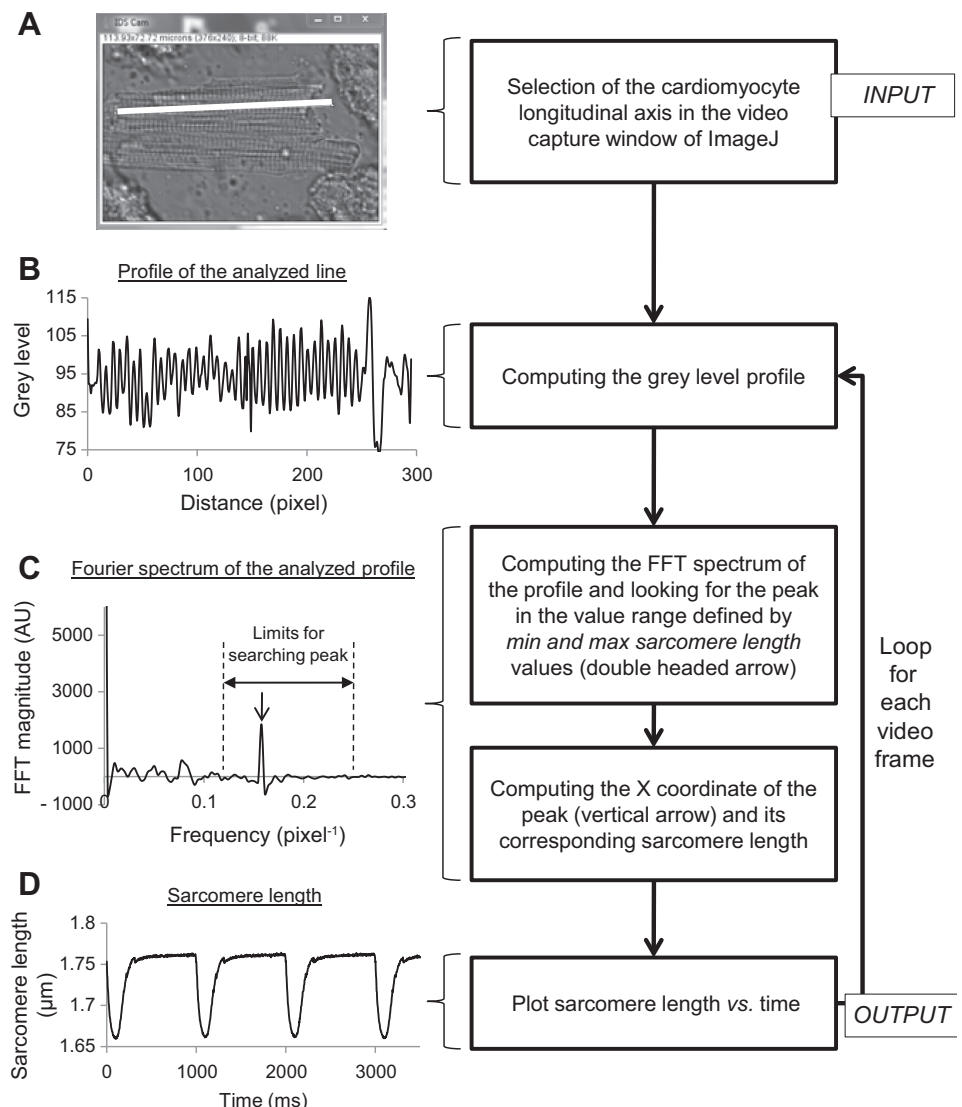 A
IDS Cam
113.93x72.72 microns (376x240); 8-bit; 88K
Selection of the cardiomyocyte
longitudinal axis in the video
capture window of ImageJ
INPUT
B
Profile of the analyzed line
115
105
95
85
75
Grey level
0
100
200
300
Distance (pixel)
Computing the grey level profile
C
Fourier spectrum of the analyzed profile
FFT magnitude (AU)
5000
3000
1000
- 1000
Limits for
searching peak
0
0.1
0.2
0.3
Frequency (pixel-1)
Computing the FFT spectrum of
the profile and looking for the peak
in the value range defined by
min and max sarcomere length
values (double headed arrow)
Loop
for
each
video
frame
Computing the X coordinate of the
peak (vertical arrow) and its
corresponding sarcomere length
D
Sarcomere length
Sarcomere length
(µm)
1.8
1.75
1.7
1.65
0
1000
2000
3000
Time (ms)
Plot sarcomere length vs. time
OUTPUT